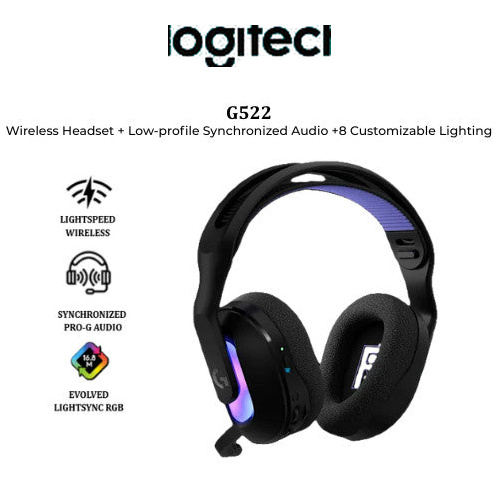 logitech
G522
Wireless Headset + Low-profile Synchronized Audio +8 Customizable Lighting
LIGHTSPEED
WIRELESS
SYNCHRONIZED
PRO-G AUDIO
16.8
M
EVOLVED
LIGHTSYNC RGB
G